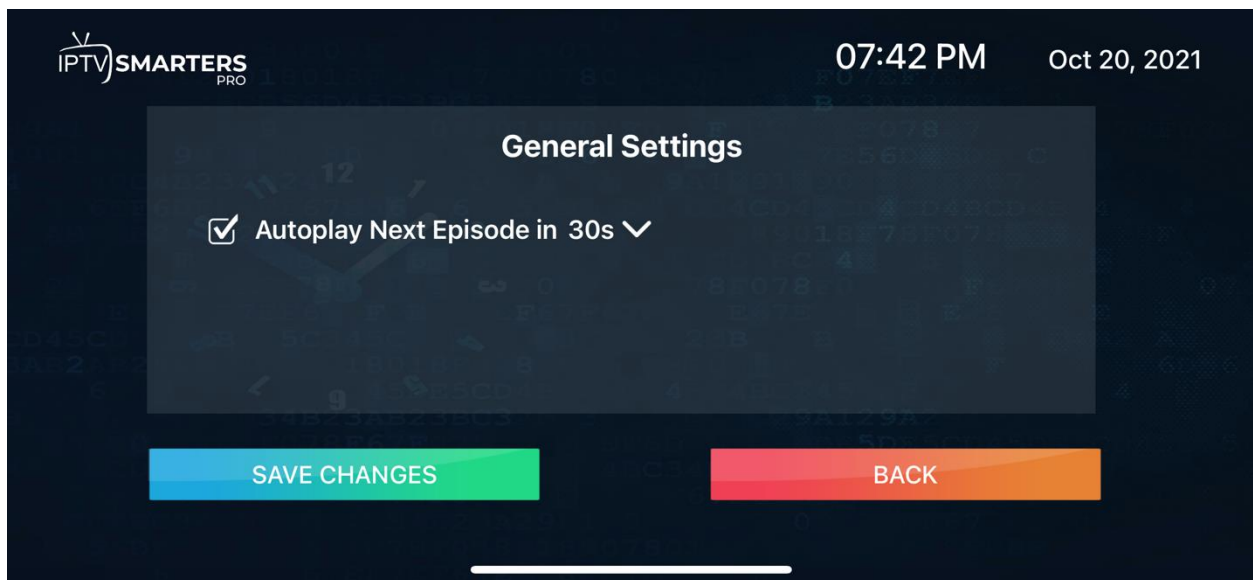 IPTV SMARTERS
PRO
07:42 PM
Oct 20, 2021
General Settings
Autoplay Next Episode in 30s
SAVE CHANGES
BACK